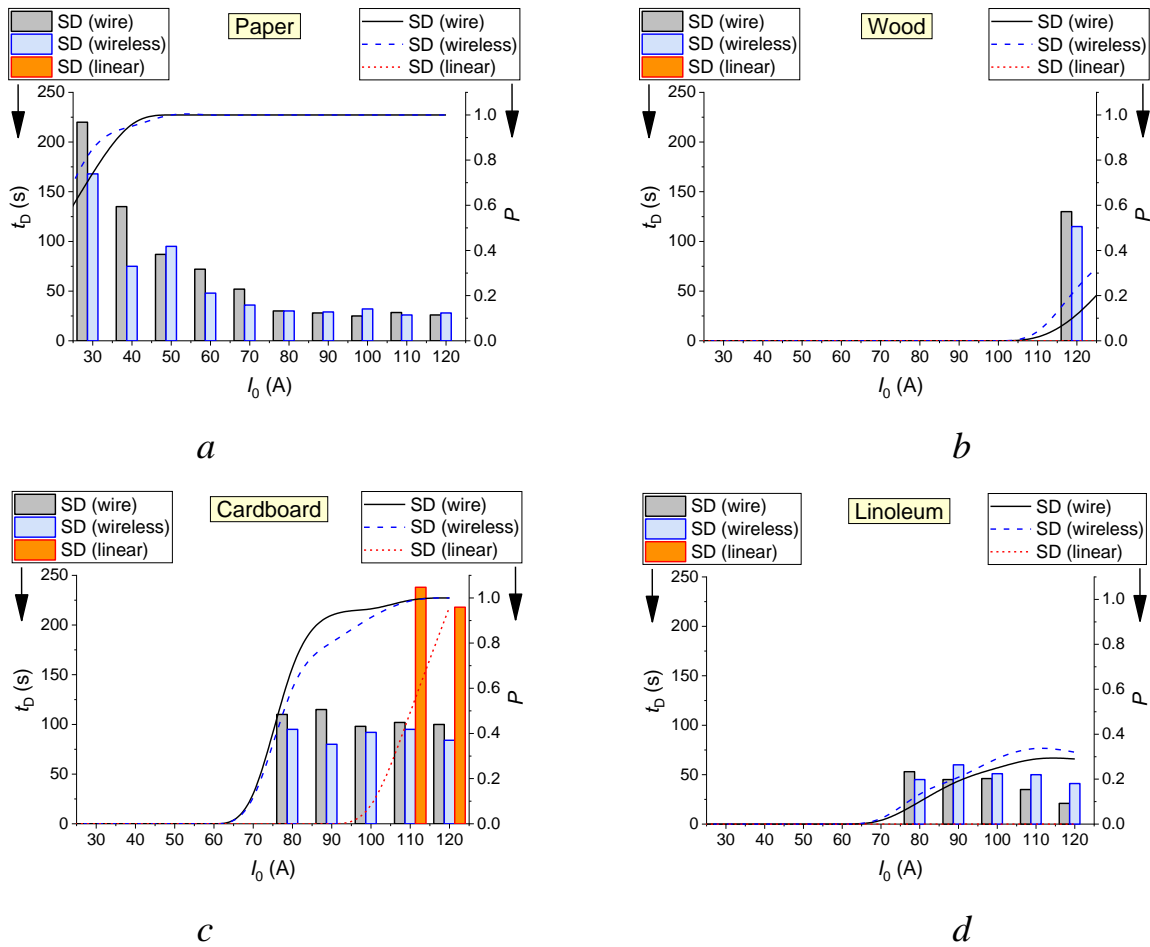 SD (wire)
SD (wireless)
SD (linear)
Paper
SD (wire)
SD (wireless)
SD (linear)
250
200
150
100
50
0
t_D (s)
1.0
0.8
0.6
0.4
0.2
0.0
P
30 40 50 60 70 80 90 100 110 120
I_0 (A)
a
SD (wire)
SD (wireless)
SD (linear)
Wood
SD (wire)
SD (wireless)
SD (linear)
250
200
150
100
50
0
t_D (s)
1.0
0.8
0.6
0.4
0.2
0.0
P
30 40 50 60 70 80 90 100 110 120
I_0 (A)
b
SD (wire)
SD (wireless)
SD (linear)
Cardboard
SD (wire)
SD (wireless)
SD (linear)
250
200
150
100
50
0
t_D (s)
1.0
0.8
0.6
0.4
0.2
0.0
P
30 40 50 60 70 80 90 100 110 120
I_0 (A)
c
SD (wire)
SD (wireless)
SD (linear)
Linoleum
SD (wire)
SD (wireless)
SD (linear)
250
200
150
100
50
0
t_D (s)
1.0
0.8
0.6
0.4
0.2
0.0
P
30 40 50 60 70 80 90 100 110 120
I_0 (A)
d